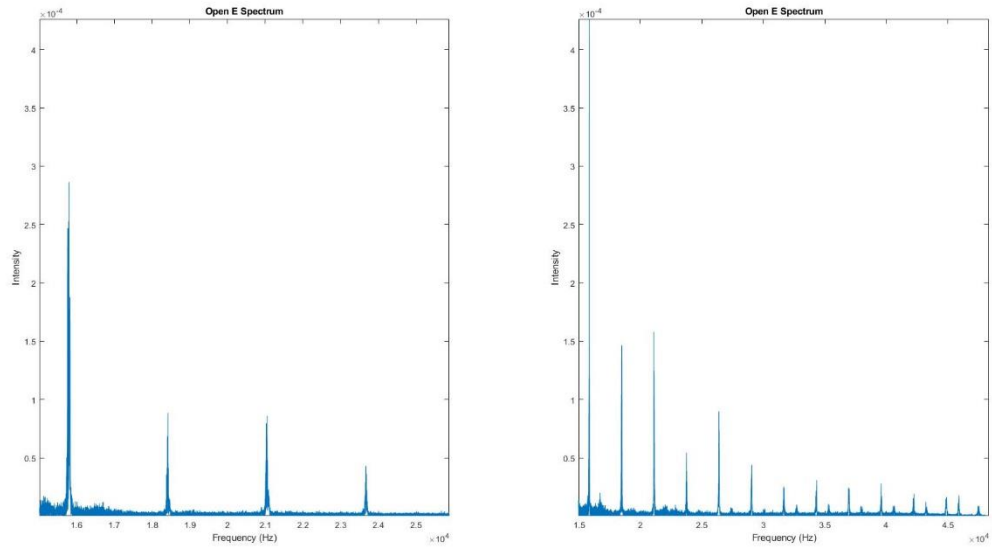 Open E Spectrum
×10⁻⁴
4
3.5
3
2.5
2
1.5
1
0.5
Intensity
1.6 1.7 1.8 1.9 2 2.1 2.2 2.3 2.4 2.5
Frequency (Hz)
×10⁴
Open E Spectrum
×10⁻⁴
4
3.5
3
2.5
2
1.5
1
0.5
Intensity
1.5 2 2.5 3 3.5 4 4.5
Frequency (Hz)
×10⁴